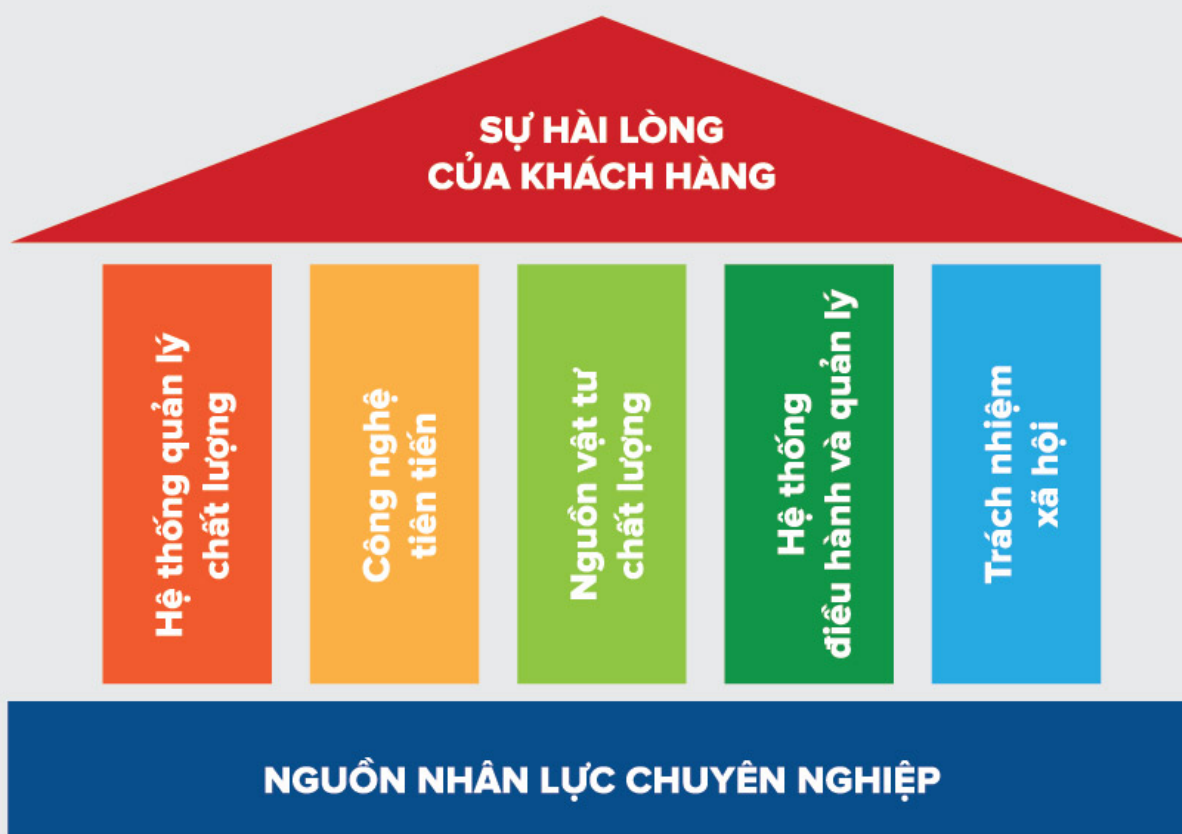 SỰ HÀI LÒNG
CỦA KHÁCH HÀNG
Hệ thống quản lý
chất lượng
Công nghệ
tiên tiến
Nguồn vật tư
chất lượng
Hệ thống
điều hành và quản lý
Trách nhiệm
xã hội
NGUỒN NHÂN LỰC CHUYÊN NGHIỆP